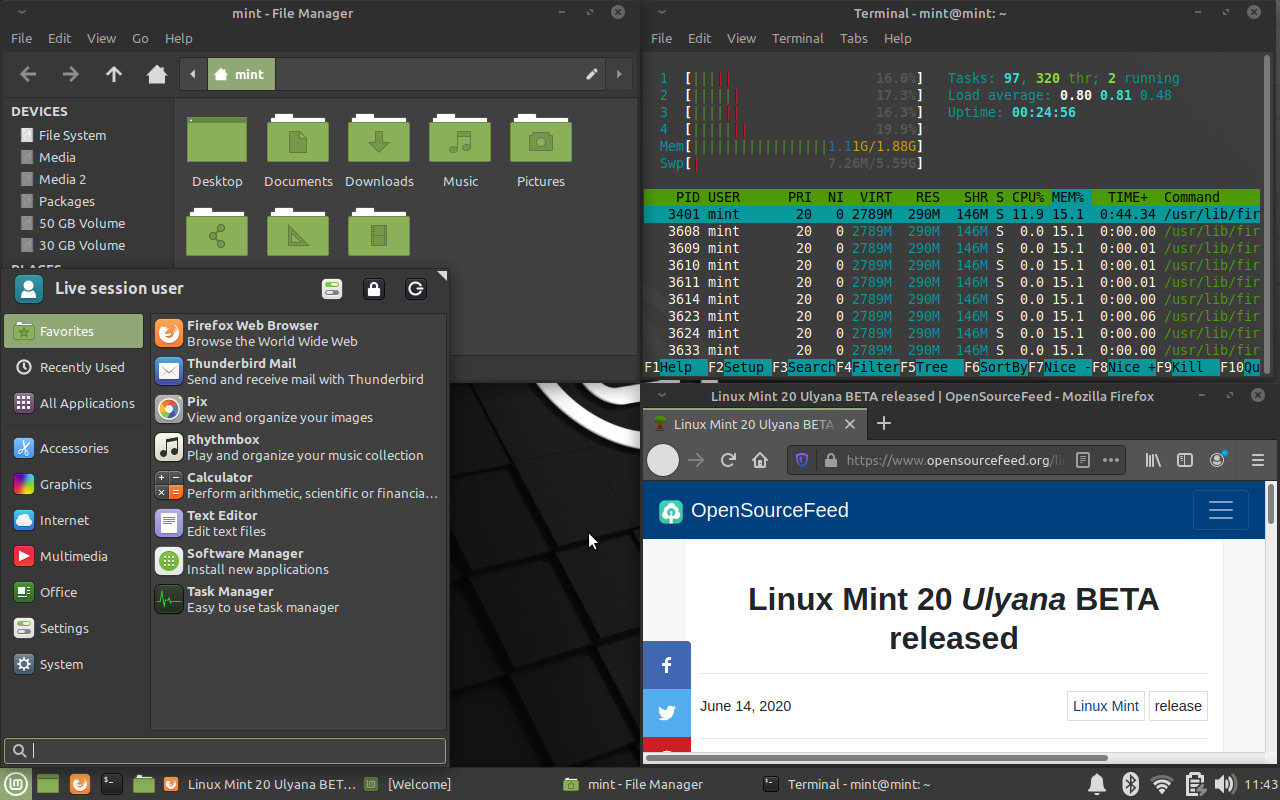 mint - File Manager
File Edit View Go Help
mint
DEVICES
File System
Media
Media 2
Packages
50 GB Volume
30 GB Volume
Desktop Documents Downloads Music Pictures
Live session user
Favorites
Recently Used
All Applications
Accessories
Graphics
Internet
Multimedia
Office
Settings
System
Firefox Web Browser
Browse the World Wide Web
Thunderbird Mail
Send and receive mail with Thunderbird
Pix
View and organize your images
Rhythmbox
Play and organize your music collection
Calculator
Perform arithmetic, scientific or financia...
Text Editor
Edit text files
Software Manager
Install new applications
Task Manager
Easy to use task manager
Terminal - mint@mint: ~
File Edit View Terminal Tabs Help
1 [||||| 16.0%] Tasks: 97, 320 thr; 2 running
2 [|||||| 17.3%] Load average: 0.80 0.81 0.48
3 [|||||| 16.3%] Uptime: 00:24:56
4 [||||||| 19.9%]
Mem[|||||||||||||||||1.11G/1.88G]
Swp[| 7.26M/5.59G]
PID USER PRI NI VIRT RES SHR S CPU% MEM% TIME+ Command
3401 mint 20 0 2789M 290M 146M S 11.9 15.1 0:44.34 /usr/lib/fir
3608 mint 20 0 2789M 290M 146M S 0.0 15.1 0:00.00 /usr/lib/fir
3609 mint 20 0 2789M 290M 146M S 0.0 15.1 0:00.01 /usr/lib/fir
3610 mint 20 0 2789M 290M 146M S 0.0 15.1 0:00.01 /usr/lib/fir
3611 mint 20 0 2789M 290M 146M S 0.0 15.1 0:00.01 /usr/lib/fir
3614 mint 20 0 2789M 290M 146M S 0.0 15.1 0:00.00 /usr/lib/fir
3623 mint 20 0 2789M 290M 146M S 0.0 15.1 0:00.06 /usr/lib/fir
3624 mint 20 0 2789M 290M 146M S 0.0 15.1 0:00.00 /usr/lib/fir
3633 mint 20 0 2789M 290M 146M S 0.0 15.1 0:00.00 /usr/lib/fir
F1Help F2Setup F3SearchF4FilterF5Tree F6SortByF7Nice -F8Nice +F9Kill F10Qu
Linux Mint 20 Ulyana BETA released | OpenSourceFeed - Mozilla Firefox
Linux Mint 20 Ulyana BETA
https://www.opensourcefeed.org/li
OpenSourceFeed
Linux Mint 20 Ulyana BETA
released
June 14, 2020 Linux Mint release
Linux Mint 20 Ulyana BET... [Welcome] mint - File Manager Terminal - mint@mint: ~ 11:43